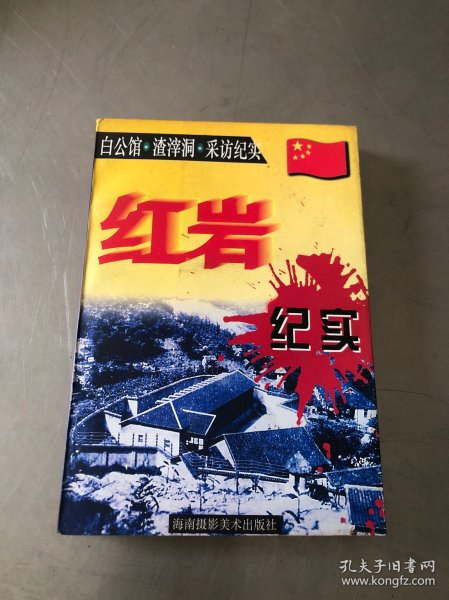 白公馆·渣滓洞·采访纪实
红岩
纪实
海南摄影美术出版社
孔夫子旧书网
www.kongfz.com